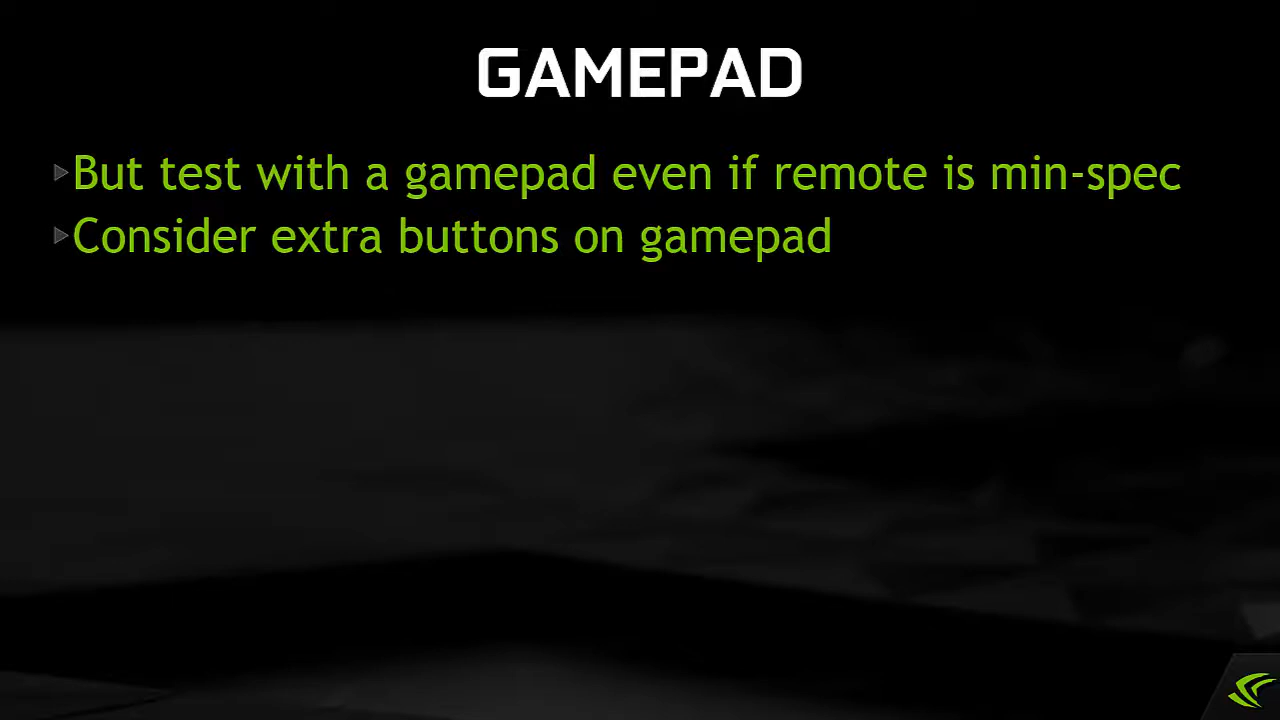 GAMEPAD
But test with a gamepad even if remote is min-spec
Consider extra buttons on gamepad